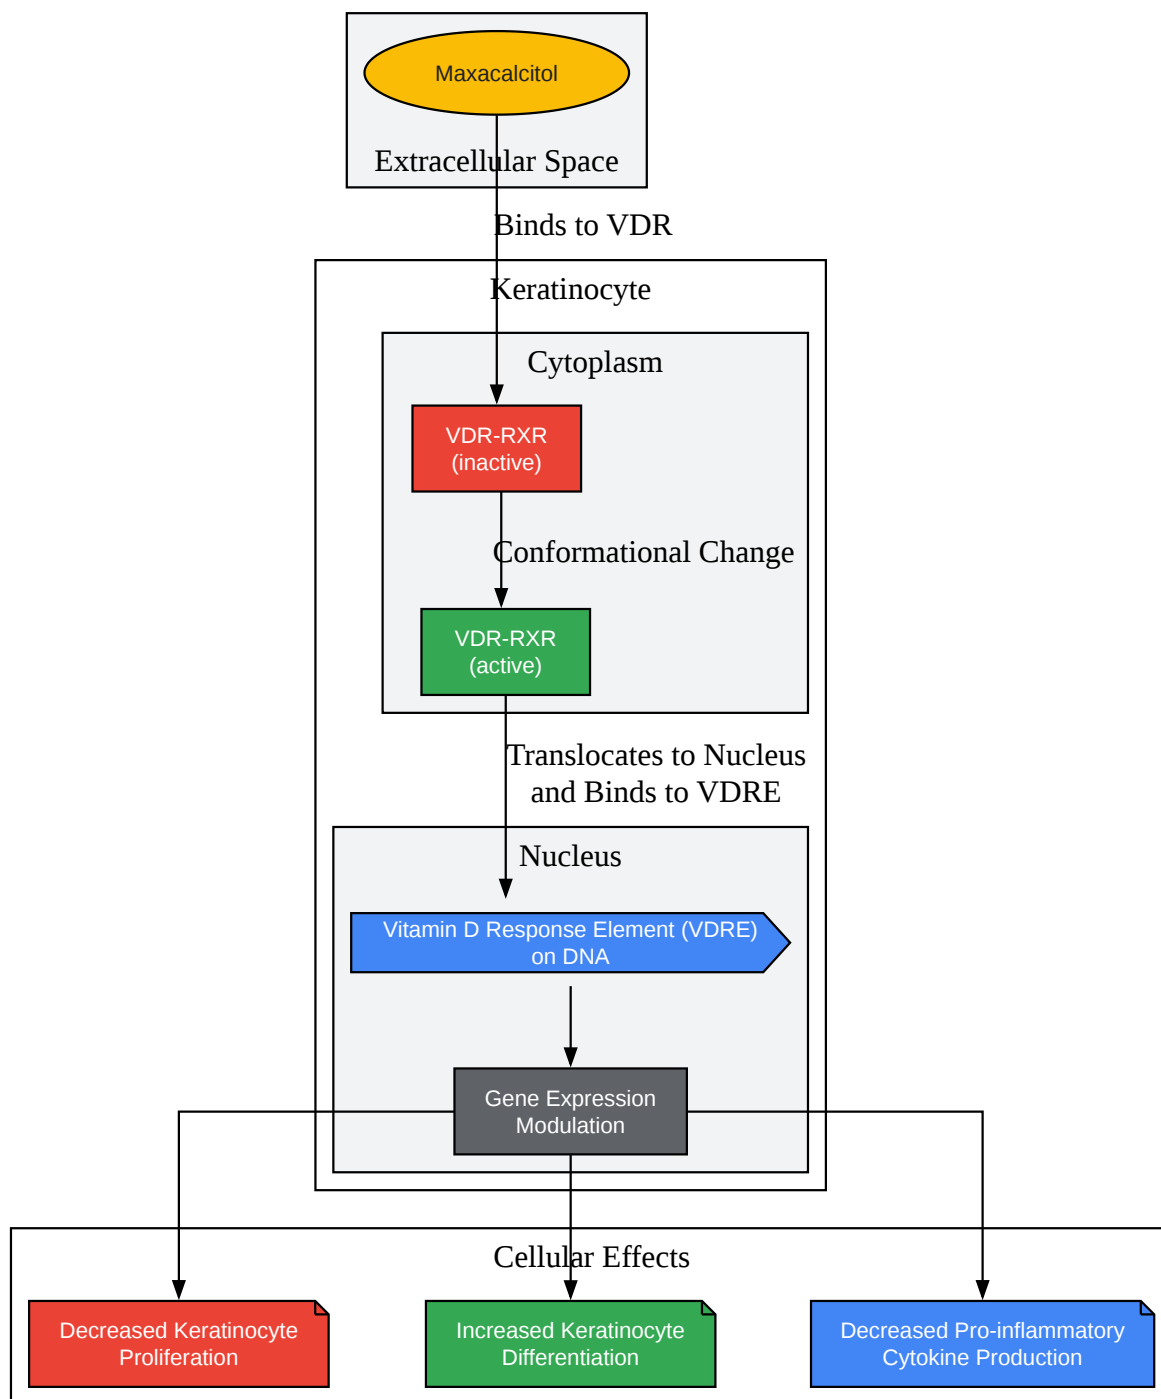 Maxacalcitol
Extracellular Space
Binds to VDR
Keratinocyte
Cytoplasm
VDR-RXR
(inactive)
Conformational Change
VDR-RXR
(active)
Translocates to Nucleus
and Binds to VDRE
Nucleus
Vitamin D Response Element (VDRE)
on DNA
Gene Expression
Modulation
Cellular Effects
Decreased Keratinocyte
Proliferation
Increased Keratinocyte
Differentiation
Decreased Pro-inflammatory
Cytokine Production